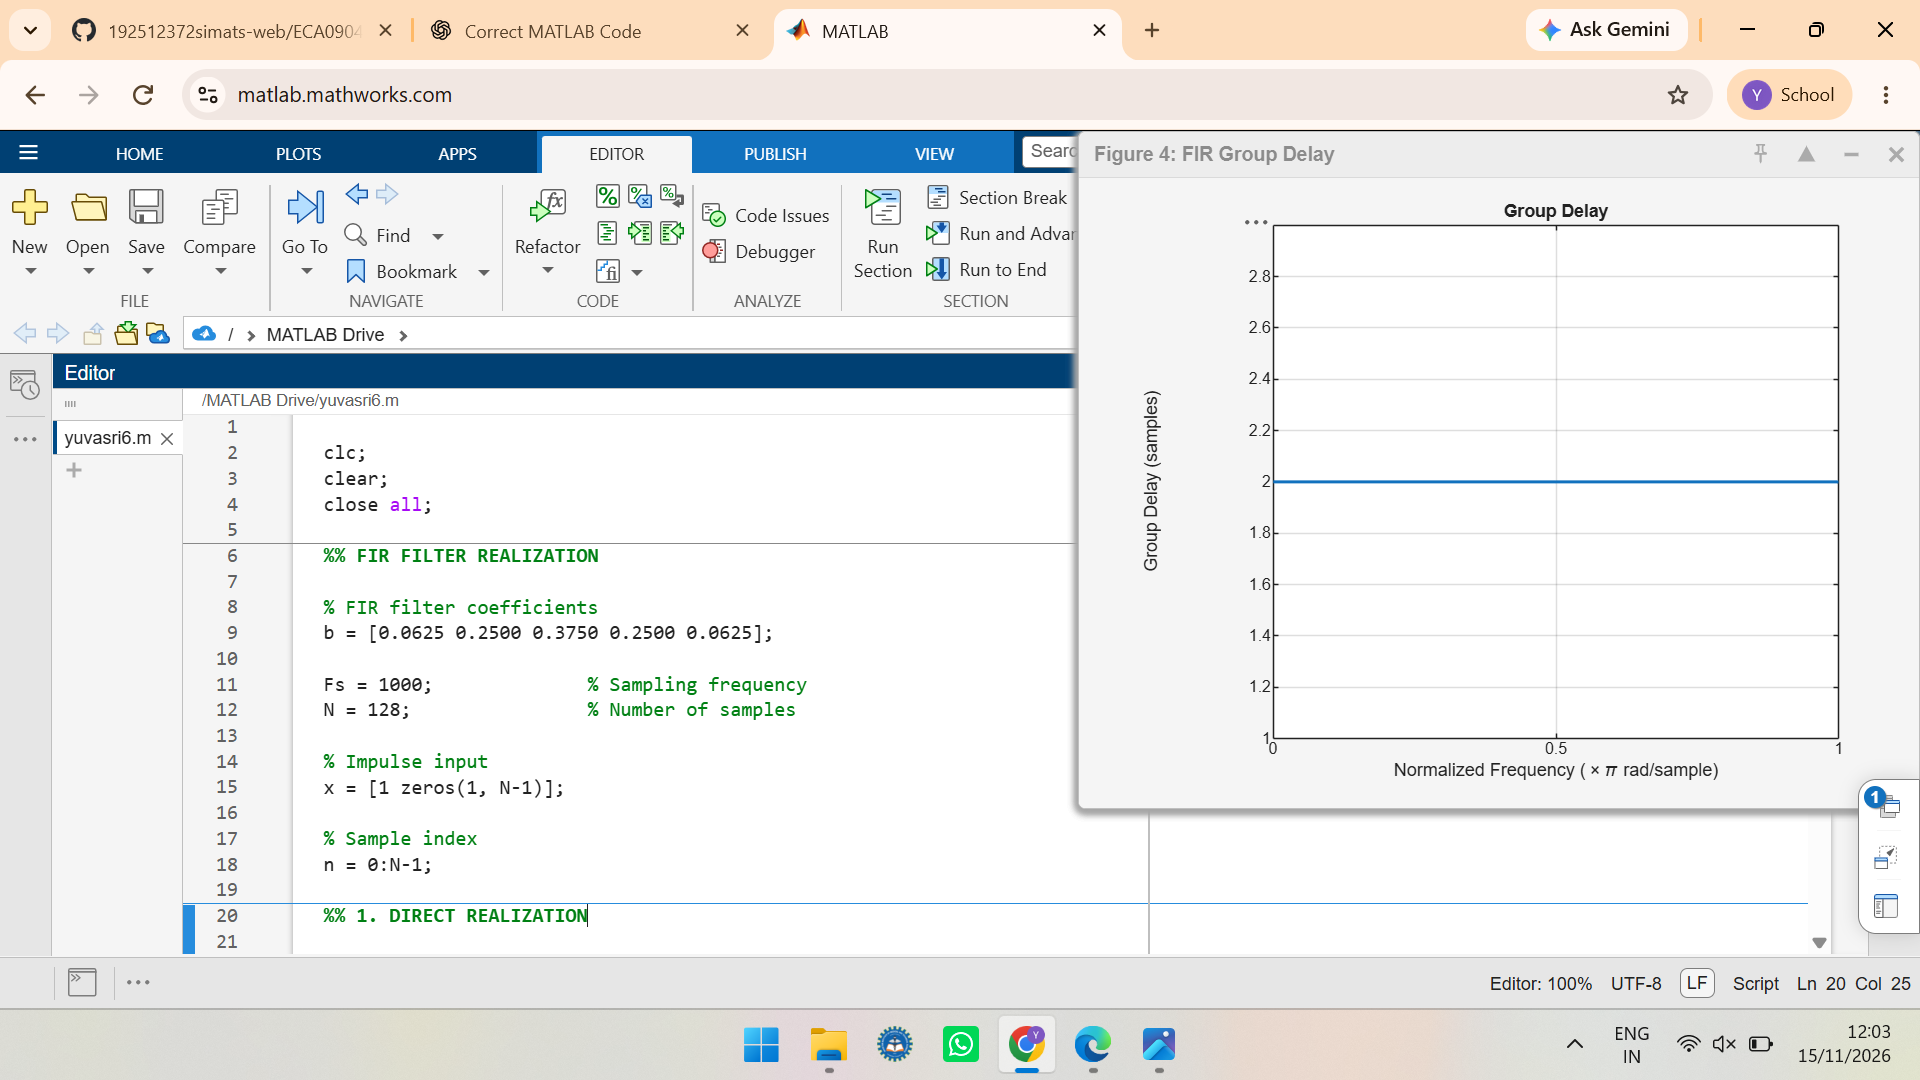 192512372simats-web/ECA0904
Correct MATLAB Code
MATLAB
Ask Gemini
matlab.mathworks.com
Y School
HOME PLOTS APPS EDITOR PUBLISH VIEW Searc
Figure 4: FIR Group Delay
New Open Save Compare
FILE
Go To Find Bookmark
NAVIGATE
Refactor
CODE
Code Issues
Debugger
ANALYZE
Run Section
Section Break
Run and Advan
Run to End
SECTION
/ MATLAB Drive
Editor
/MATLAB Drive/yuvasri6.m
yuvasri6.m
1
2 clc;
3 clear;
4 close all;
5
6 %% FIR FILTER REALIZATION
7
8 % FIR filter coefficients
9 b = [0.0625 0.2500 0.3750 0.2500 0.0625];
10
11 Fs = 1000; % Sampling frequency
12 N = 128; % Number of samples
13
14 % Impulse input
15 x = [1 zeros(1, N-1)];
16
17 % Sample index
18 n = 0:N-1;
19
20 %% 1. DIRECT REALIZATION
21
Group Delay
2.8
2.6
2.4
2.2
2
1.8
1.6
1.4
1.2
1
0 0.5 1
Group Delay (samples)
Normalized Frequency ( × π rad/sample)
1
Editor: 100% UTF-8 LF Script Ln 20 Col 25
ENG
IN
12:03
15/11/2026